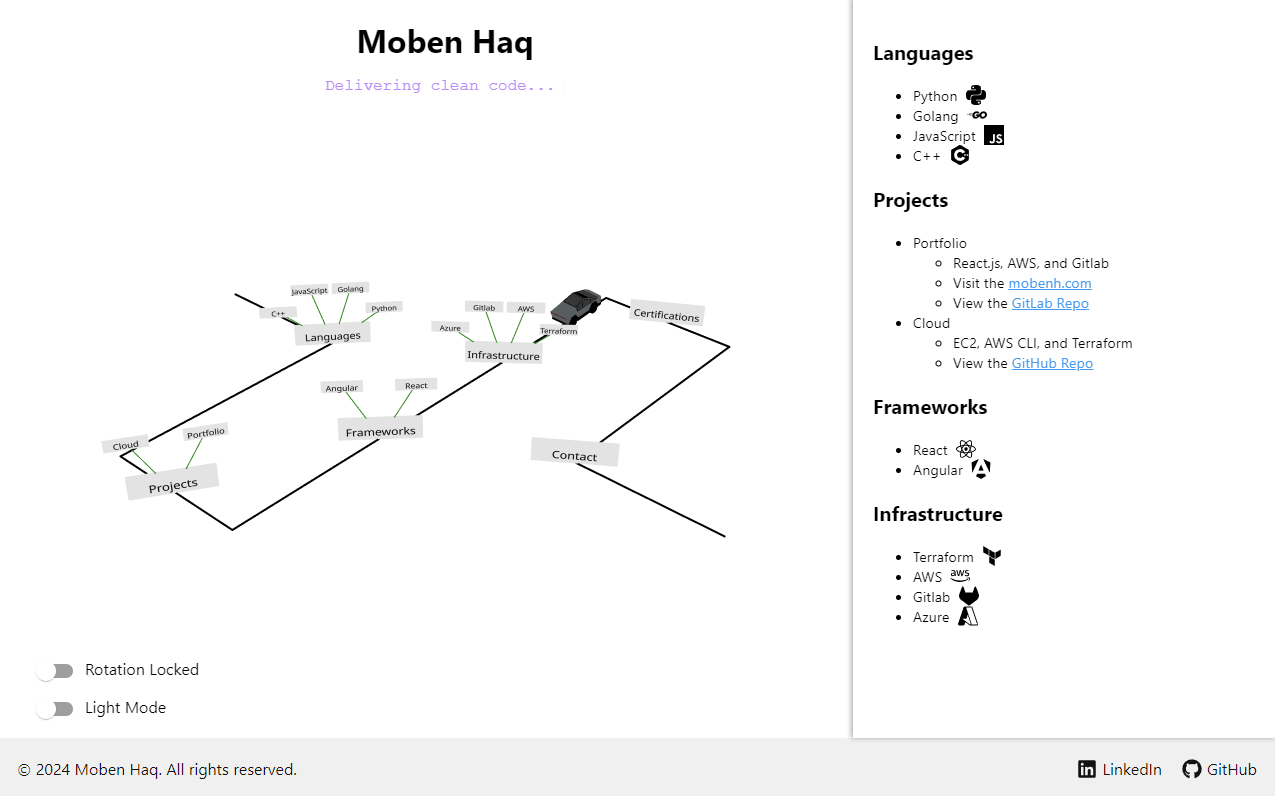 Moben Haq
Delivering clean code...
JavaScript
Golang
C++
Python
Languages
Gitlab
AWS
Azure
Terraform
Infrastructure
Certifications
Angular
React
Frameworks
Cloud
Portfolio
Projects
Contact
Rotation Locked
Light Mode
Languages
Python
Golang
GO
JavaScript
JS
C++
Projects
Portfolio
React.js, AWS, and Gitlab
Visit the mobenh.com
View the GitLab Repo
Cloud
EC2, AWS CLI, and Terraform
View the GitHub Repo
Frameworks
React
Angular
Infrastructure
Terraform
AWS aws
Gitlab
Azure
© 2024 Moben Haq. All rights reserved.
LinkedIn
GitHub